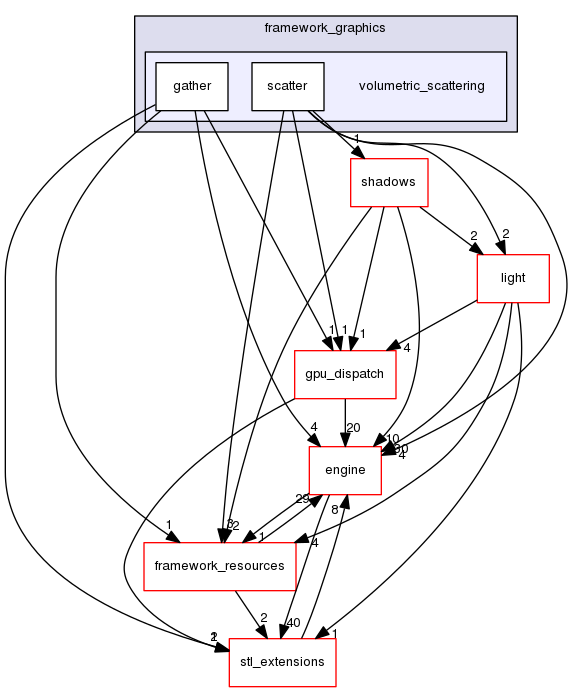 framework_graphics
gather
scatter
volumetric_scattering
1
shadows
2
2
light
1
1
1
4
gpu_dispatch
4
20
10
4
engine
29
8
1
2
1
4
framework_resources
2
40
1
stl_extensions